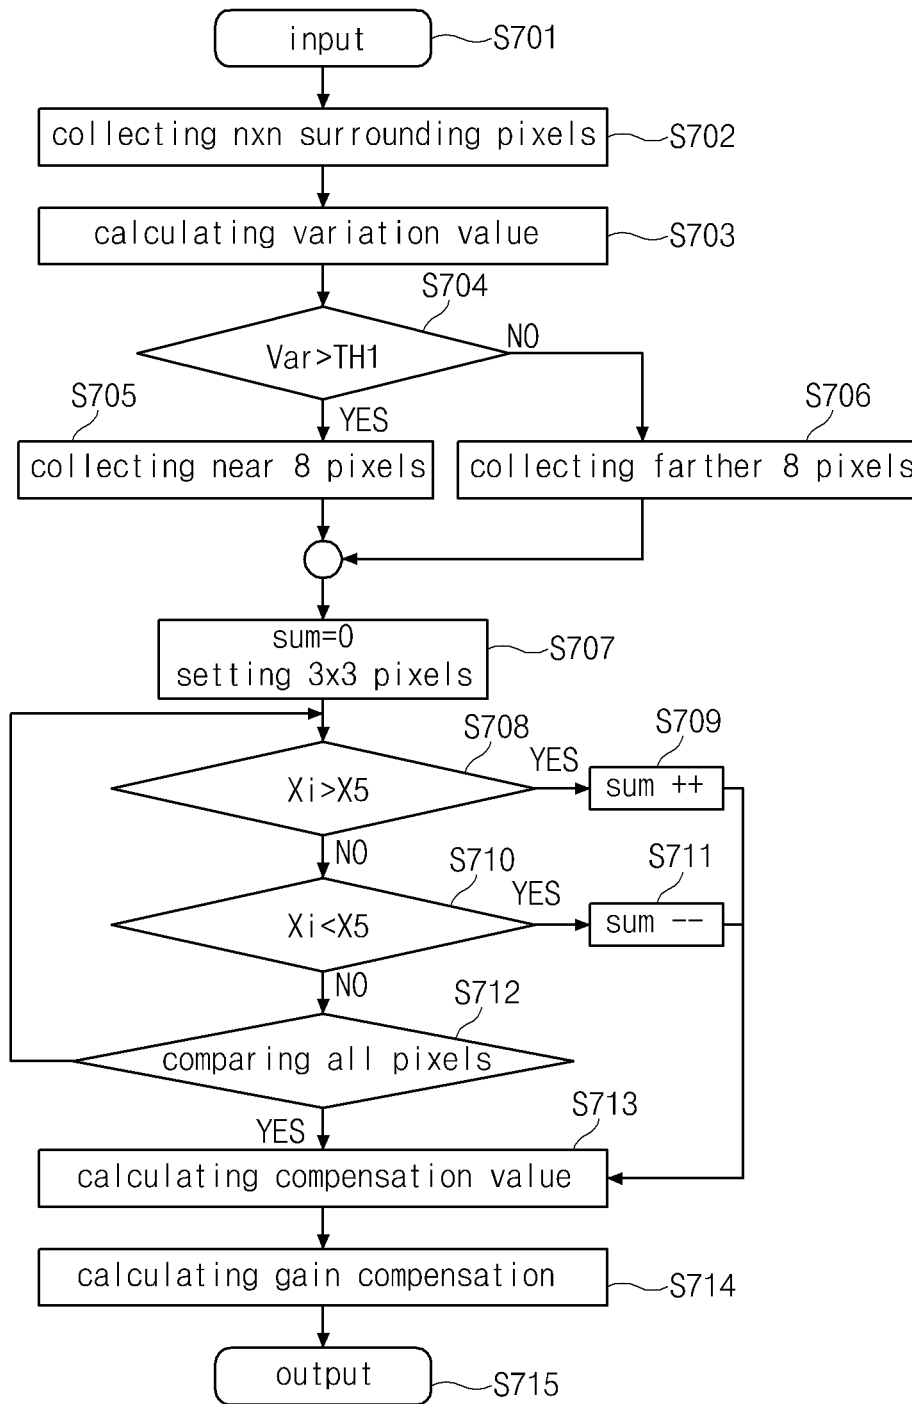 input
S701
collecting nxn surrounding pixels
S702
calculating variation value
S703
S704
Var>TH1
NO
YES
S705
collecting near 8 pixels
S706
collecting farther 8 pixels
sum=0
setting 3x3 pixels
S707
S708
Xi>X5
YES
S709
sum ++
NO
S710
Xi<X5
YES
S711
sum --
NO
S712
comparing all pixels
YES
S713
calculating compensation value
calculating gain compensation
S714
output
S715